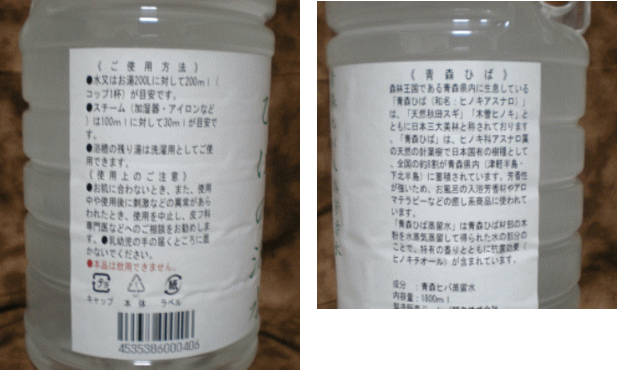 《ご使用方法》
●水又はお湯200Lに対して200ml(
コップ1杯)が目安です。
●スチーム(加湿器・アイロンなど
)は100mlに対して30mlが目安で
す。
●浴槽の残り湯は洗濯用としてご使
用できます。
《使用上のご注意》
●お肌に合わないとき、また、使用
中や使用後に刺激などの異常があら
われたとき、使用を中止し、皮フ科
専門医などへのご相談をお勧めしま
す。●乳幼児の手の届くところに置
かないでください。
●本品は飲用できません。
プラ 紙
キャップ 本体 ラベル
4535386000406
《青森ひば》
森林王国である青森県内に生息している
「青森ひば(和名:ヒノキアスナロ)」
は、「天然秋田スギ」「木曽ヒノキ」と
ともに日本三大美林と称されております
。「青森ひば」は、ヒノキ科アスナロ属
の天然の針葉樹で日本国有の樹種として
、全国の約8割が青森県内(津軽半島・
下北半島)に蓄積されています。芳香性
が強いため、お風呂の入浴芳香材やアロ
マテラピーなどの癒し系商品に使われて
います。
「青森ひば蒸留水」は青森ひば材部の木
粉を水蒸気蒸留して得られた水の部分の
ことで、特有の香りとともに抗菌効果(
ヒノキチオール)が含まれています。
成分 :青森ヒバ蒸留水
内容量:1800ml